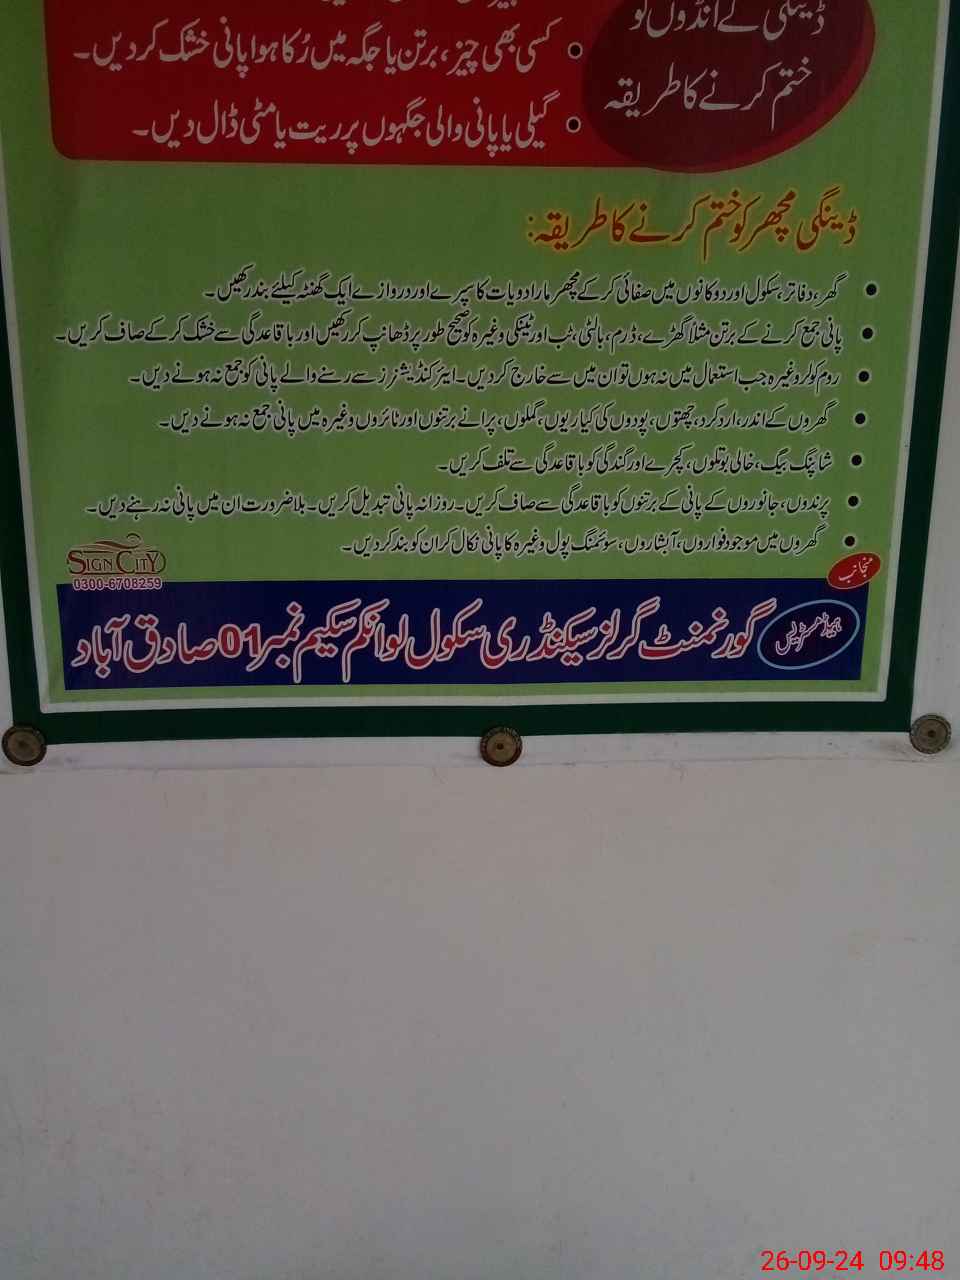 ڈینگی کے انڈوں کو
ختم کرنے کا طریقہ
• کسی بھی چیز، برتن یا جگہ میں رُکا ہوا پانی خشک کر دیں۔
• گیلی یا پانی والی جگہوں پر ریت یا مٹی ڈال دیں۔
ڈینگی مچھر کو ختم کرنے کا طریقہ:
• گھر، دفاتر، سکول اور دوکانوں میں صفائی کر کے مچھر مار ادویات کا سپرے اور دروازے ایک گھنٹہ کیلئے بند رکھیں۔
• پانی جمع کرنے کے برتن مثلاً گھڑے، ڈرم، بالٹی، ٹب اور ٹینکی وغیرہ کو صحیح طور پر ڈھانپ کر رکھیں اور باقاعدگی سے خشک کر کے صاف کریں۔
• روم کولر وغیرہ جب استعمال میں نہ ہوں تو ان میں سے خارج کر دیں۔ ایئر کنڈیشنرز سے رسنے والے پانی کو جمع نہ ہونے دیں۔
• گھروں کے اندر، ارد گرد، چھتوں، پودوں کی کیاریوں، گملوں، پرانے برتنوں اور ٹائروں وغیرہ میں پانی جمع نہ ہونے دیں۔
• شاپنگ بیگ، خالی بوتلوں، کچرے اور گندگی کو باقاعدگی سے تلف کریں۔
• پرندوں، جانوروں کے پانی کے برتنوں کو باقاعدگی سے صاف کریں۔ روزانہ پانی تبدیل کریں۔ بلا ضرورت ان میں پانی نہ رہنے دیں۔
• گھروں میں موجود فواروں، آبشاروں، سوئمنگ پول وغیرہ کا پانی نکال کر ان کو بند کر دیں۔
SIGN CITY
0300-6708259
منجانب
ہیڈ مسٹریس
گورنمنٹ گرلز سیکنڈری سکول لو انکم سکیم نمبر 01 صادق آباد
26-09-24 09:48